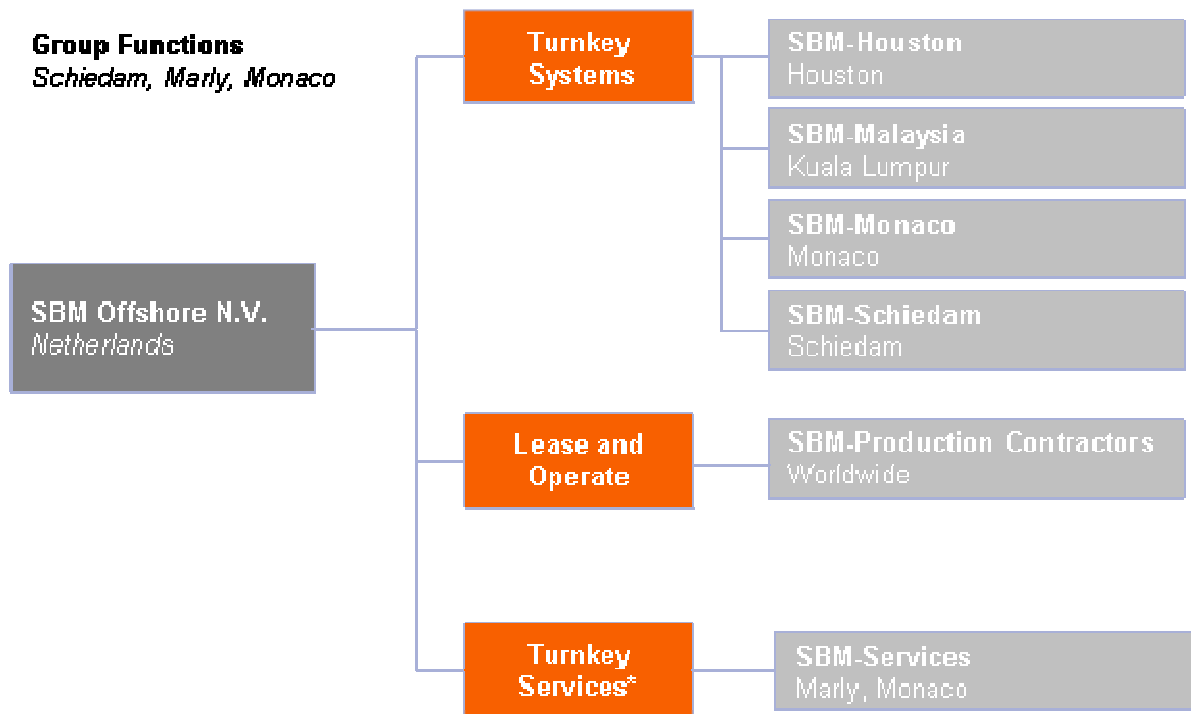 Group Functions
Schiedam, Marly, Monaco
SBM Offshore N.V.
Netherlands
Turnkey
Systems
SBM-Houston
Houston
SBM-Malaysia
Kuala Lumpur
SBM-Monaco
Monaco
SBM-Schiedam
Schiedam
Lease and
Operate
SBM-Production Contractors
Worldwide
Turnkey
Services*
SBM-Services
Marly, Monaco